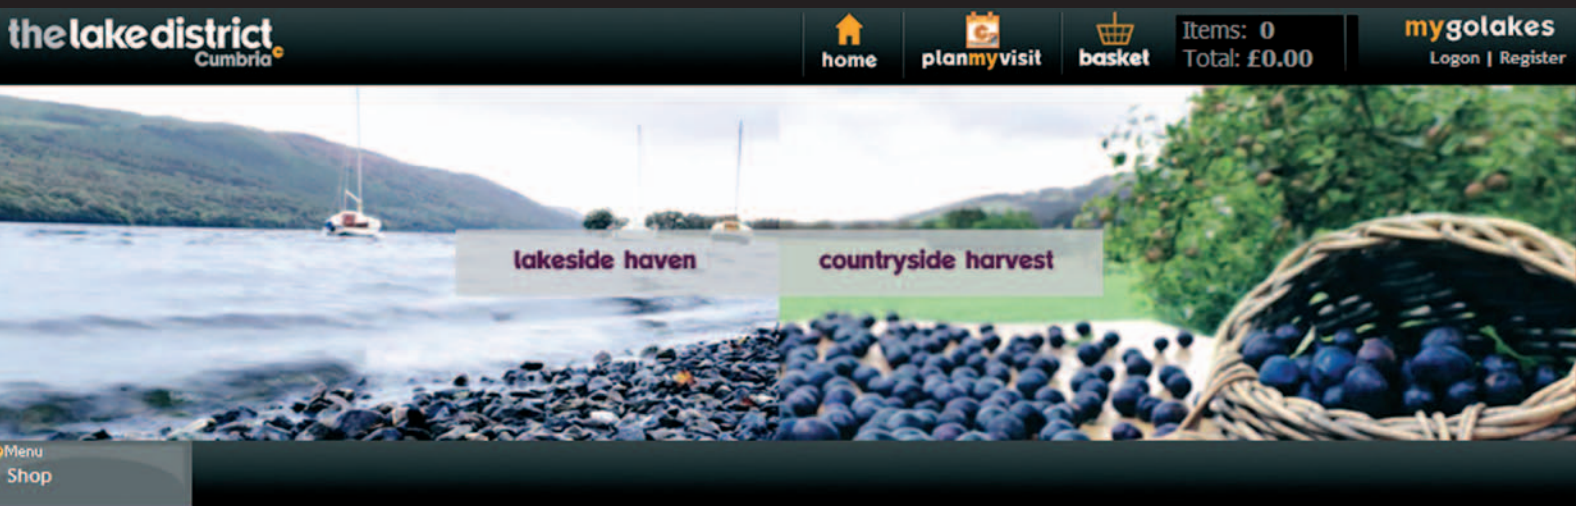 thelakedistrict
Cumbria
home
planmyvisit
basket
Items: 0
Total: £0.00
mygolakes
Logon | Register
lakeside haven
countryside harvest
Menu
Shop